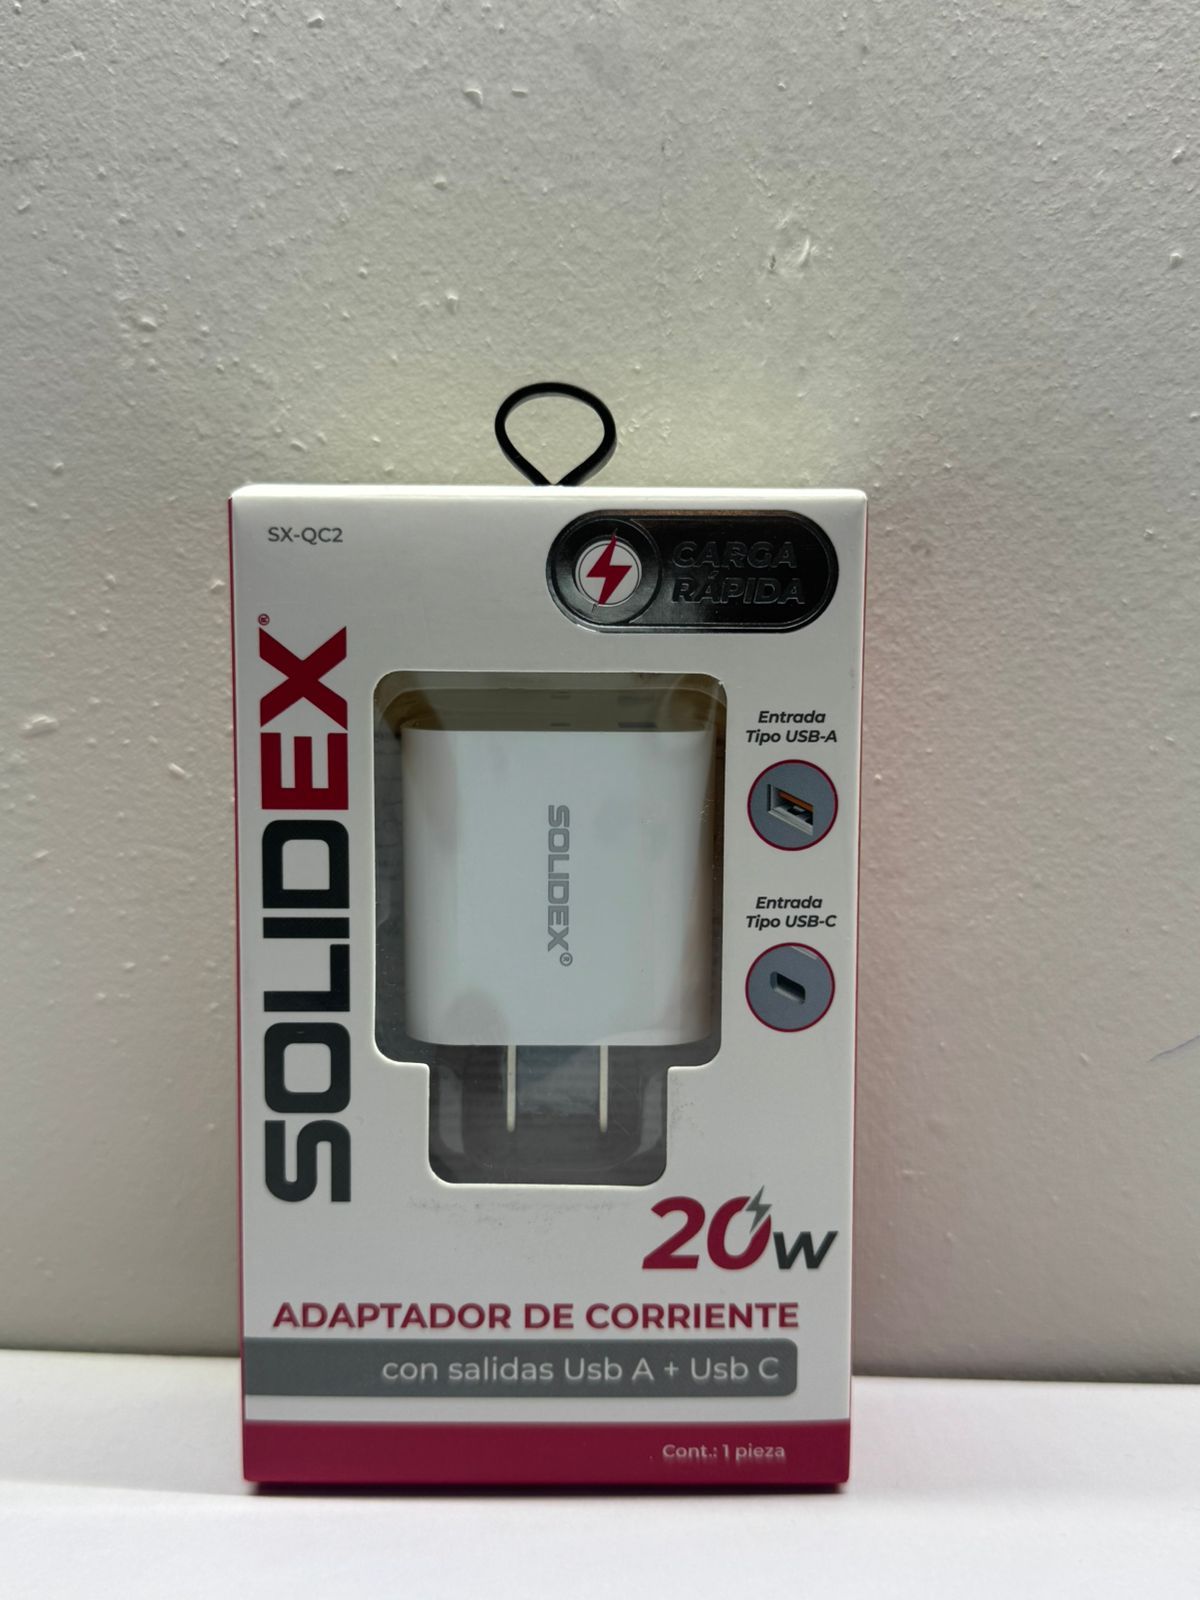 SX-QC2
CARGA
RÁPIDA
SOLIDEX®
Entrada
Tipo USB-A
SOLIDEX®
Entrada
Tipo USB-C
20W
ADAPTADOR DE CORRIENTE
con salidas Usb A + Usb C
Cont.: 1 pieza